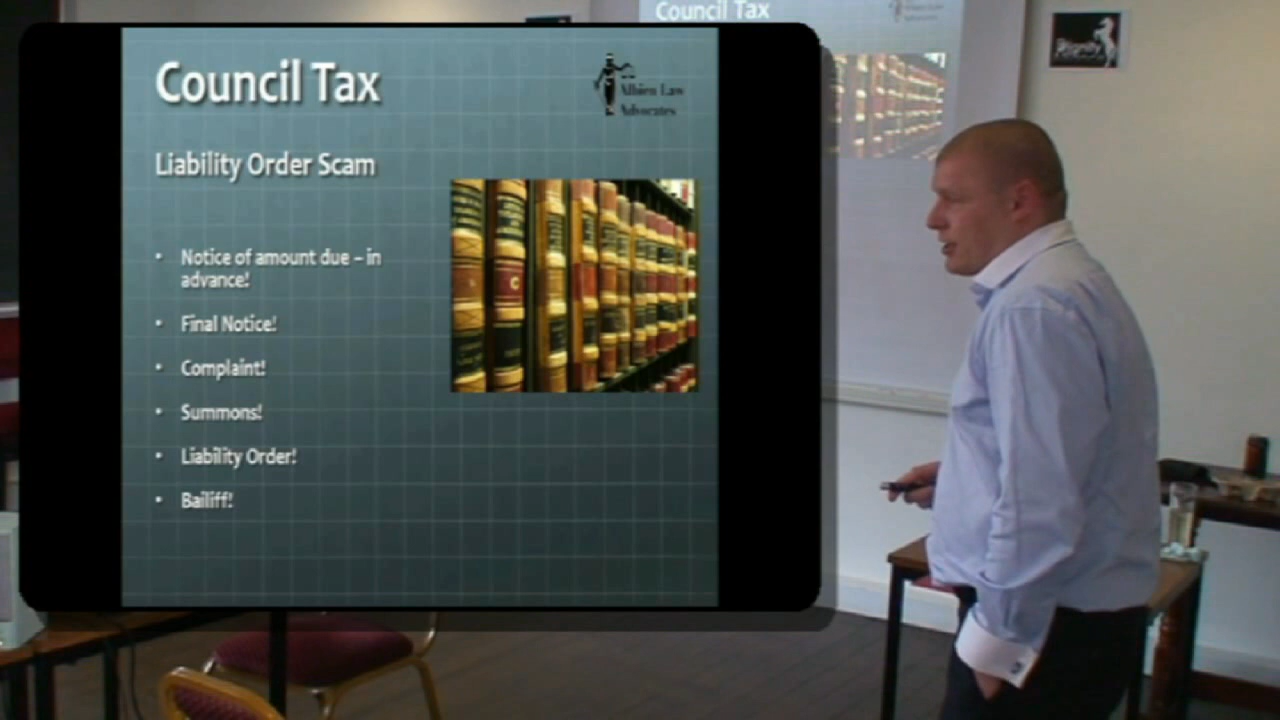 Council Tax
Albion Law
Advocates
Liability Order Scam
• Notice of amount due – in
advance!
• Final Notice!
• Complaint!
• Summons!
• Liability Order!
• Bailiff!
C
Council Tax
Dignity